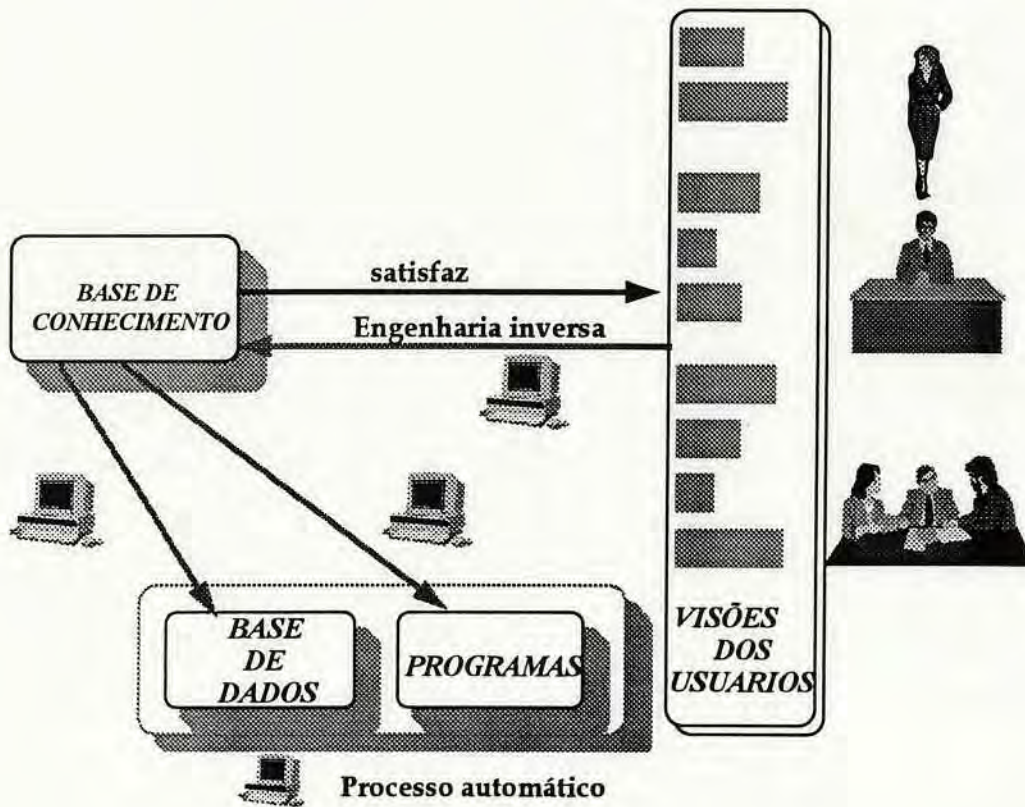 BASE DE
CONHECIMENTO
satisfaz
Engenharia inversa
BASE
DE
DADOS
PROGRAMAS
VISÕES
DOS
USUARIOS
Processo automático